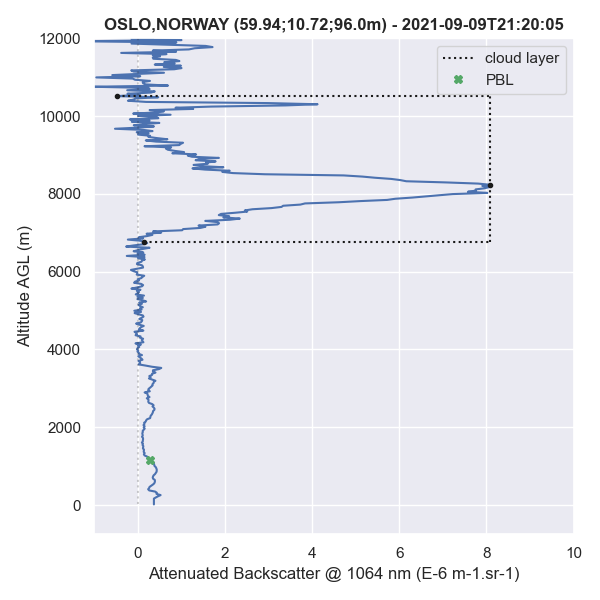 OSLO,NORWAY (59.94;10.72;96.0m) - 2021-09-09T21:20:05
cloud layer
PBL
12000
10000
8000
6000
4000
2000
0
Altitude AGL (m)
0 2 4 6 8 10
Attenuated Backscatter @ 1064 nm (E-6 m-1.sr-1)